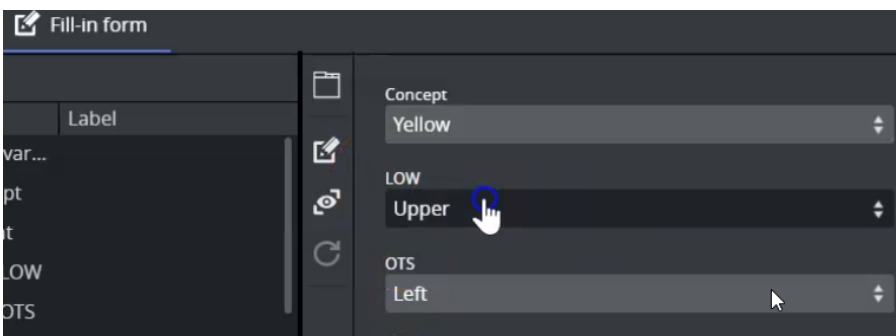 Fill-in form
Label
var...
pt
t
LOW
OTS
Concept
Yellow
LOW
Upper
OTS
Left